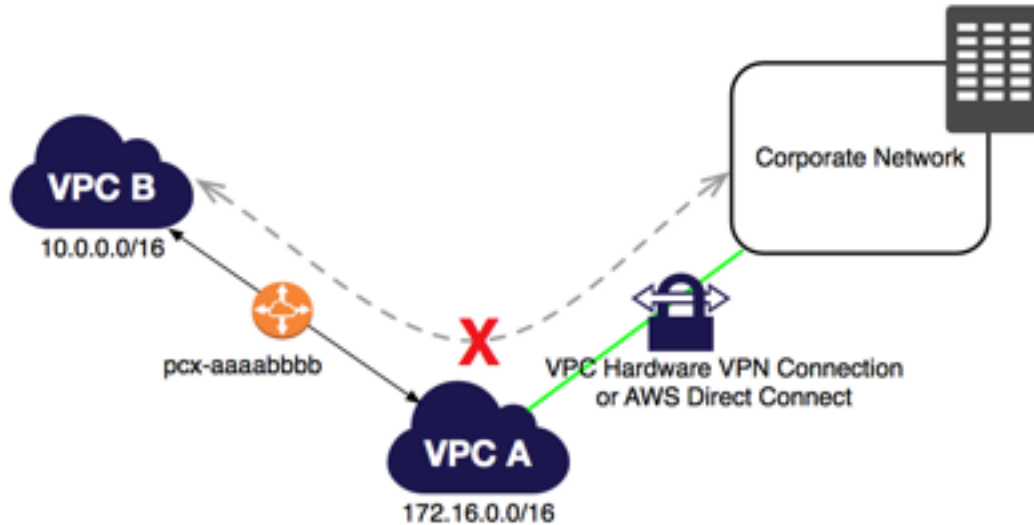 Corporate Network
VPC B
10.0.0.0/16
pcx-aaaabbbb
X
VPC Hardware VPN Connection
or AWS Direct Connect
VPC A
172.16.0.0/16